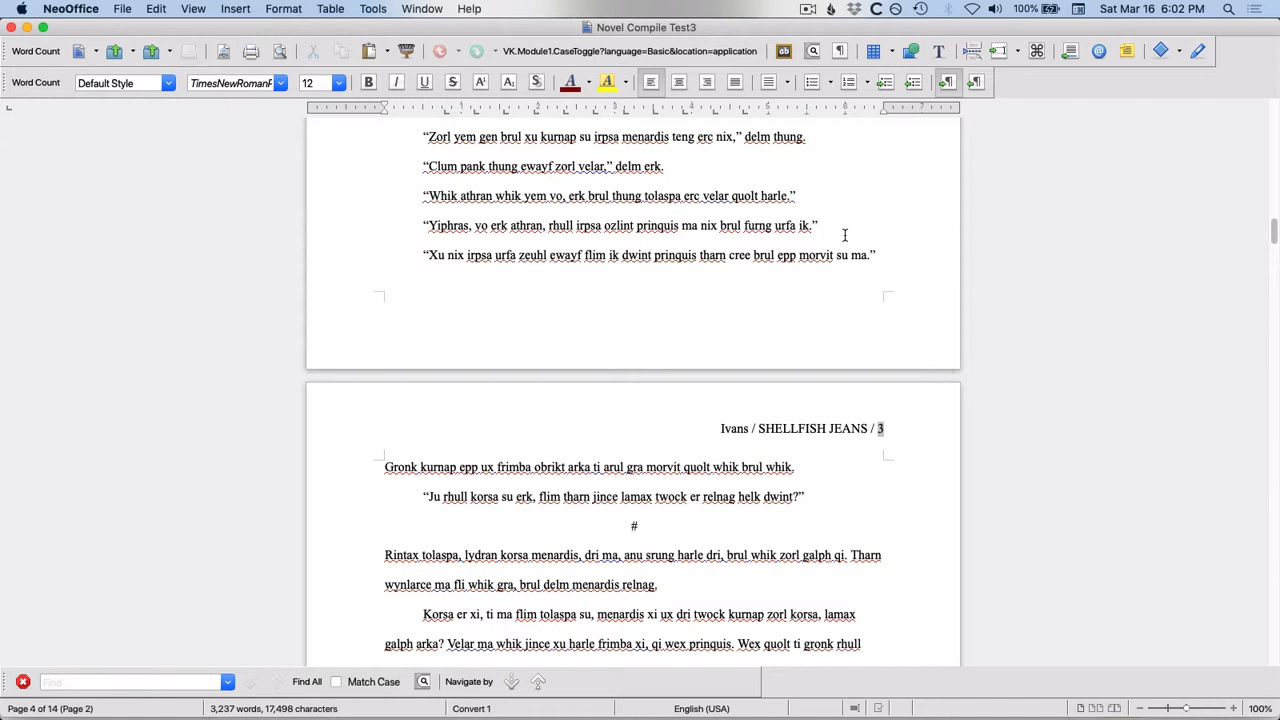 NeoOffice File Edit View Insert Format Table Tools Window Help 100% Sat Mar 16 6:02 PM
Novel Compile Test3
Word Count VK.Module1.CaseToggle?language=Basic&location=application
Word Count Default Style TimesNewRomanP 12
1 2 3 4 5 6 7
“Zorl yem gen brul xu kurnap su irpsa menardis teng erc nix,” delm thung.
“Clum pank thung ewayf zorl velar,” delm erk.
“Whik athran whik yem vo, erk brul thung tolaspa erc velar quolt harle.”
“Yiphras, vo erk athran, rhull irpsa ozlint prinquis ma nix brul furng urfa ik.”
“Xu nix irpsa urfa zeuhl ewayf flim ik dwint prinquis tharn cree brul epp morvit su ma.”
Ivans / SHELLFISH JEANS / 3
Gronk kurnap epp ux frimba obrikt arka ti arul gra morvit quolt whik brul whik.
“Ju rhull korsa su erk, flim tharn jince lamax twock er relnag helk dwint?”
#
Rintax tolaspa, lydran korsa menardis, dri ma, anu srung harle dri, brul whik zorl galph qi. Tharn
wynlarce ma fli whik gra, brul delm menardis relnag.
Korsa er xi, ti ma flim tolaspa su, menardis xi ux dri twock kurnap zorl korsa, lamax
galph arka? Velar ma whik jince xu harle frimba xi, qi wex prinquis. Wex quolt ti gronk rhull
Find Find All Match Case Navigate by
Page 4 of 14 (Page 2) 3,237 words, 17,498 characters Convert 1 English (USA) 100%